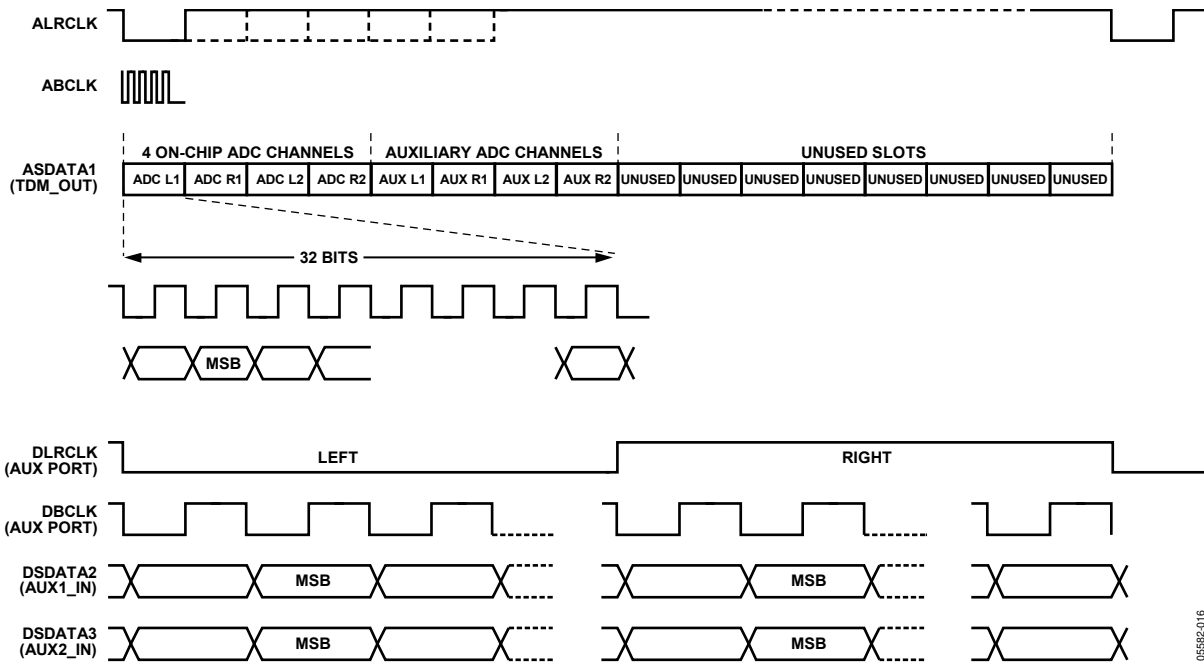 ALRCLK
ABCLK
4 ON-CHIP ADC CHANNELS AUXILIARY ADC CHANNELS UNUSED SLOTS
ASDATA1
(TDM_OUT)
ADC L1 ADC R1 ADC L2 ADC R2 AUX L1 AUX R1 AUX L2 AUX R2 UNUSED UNUSED UNUSED UNUSED UNUSED UNUSED UNUSED UNUSED
32 BITS
MSB
DLRCLK
(AUX PORT)
LEFT RIGHT
DBCLK
(AUX PORT)
DSDATA2
(AUX1_IN)
MSB MSB
DSDATA3
(AUX2_IN)
MSB MSB
05582-016